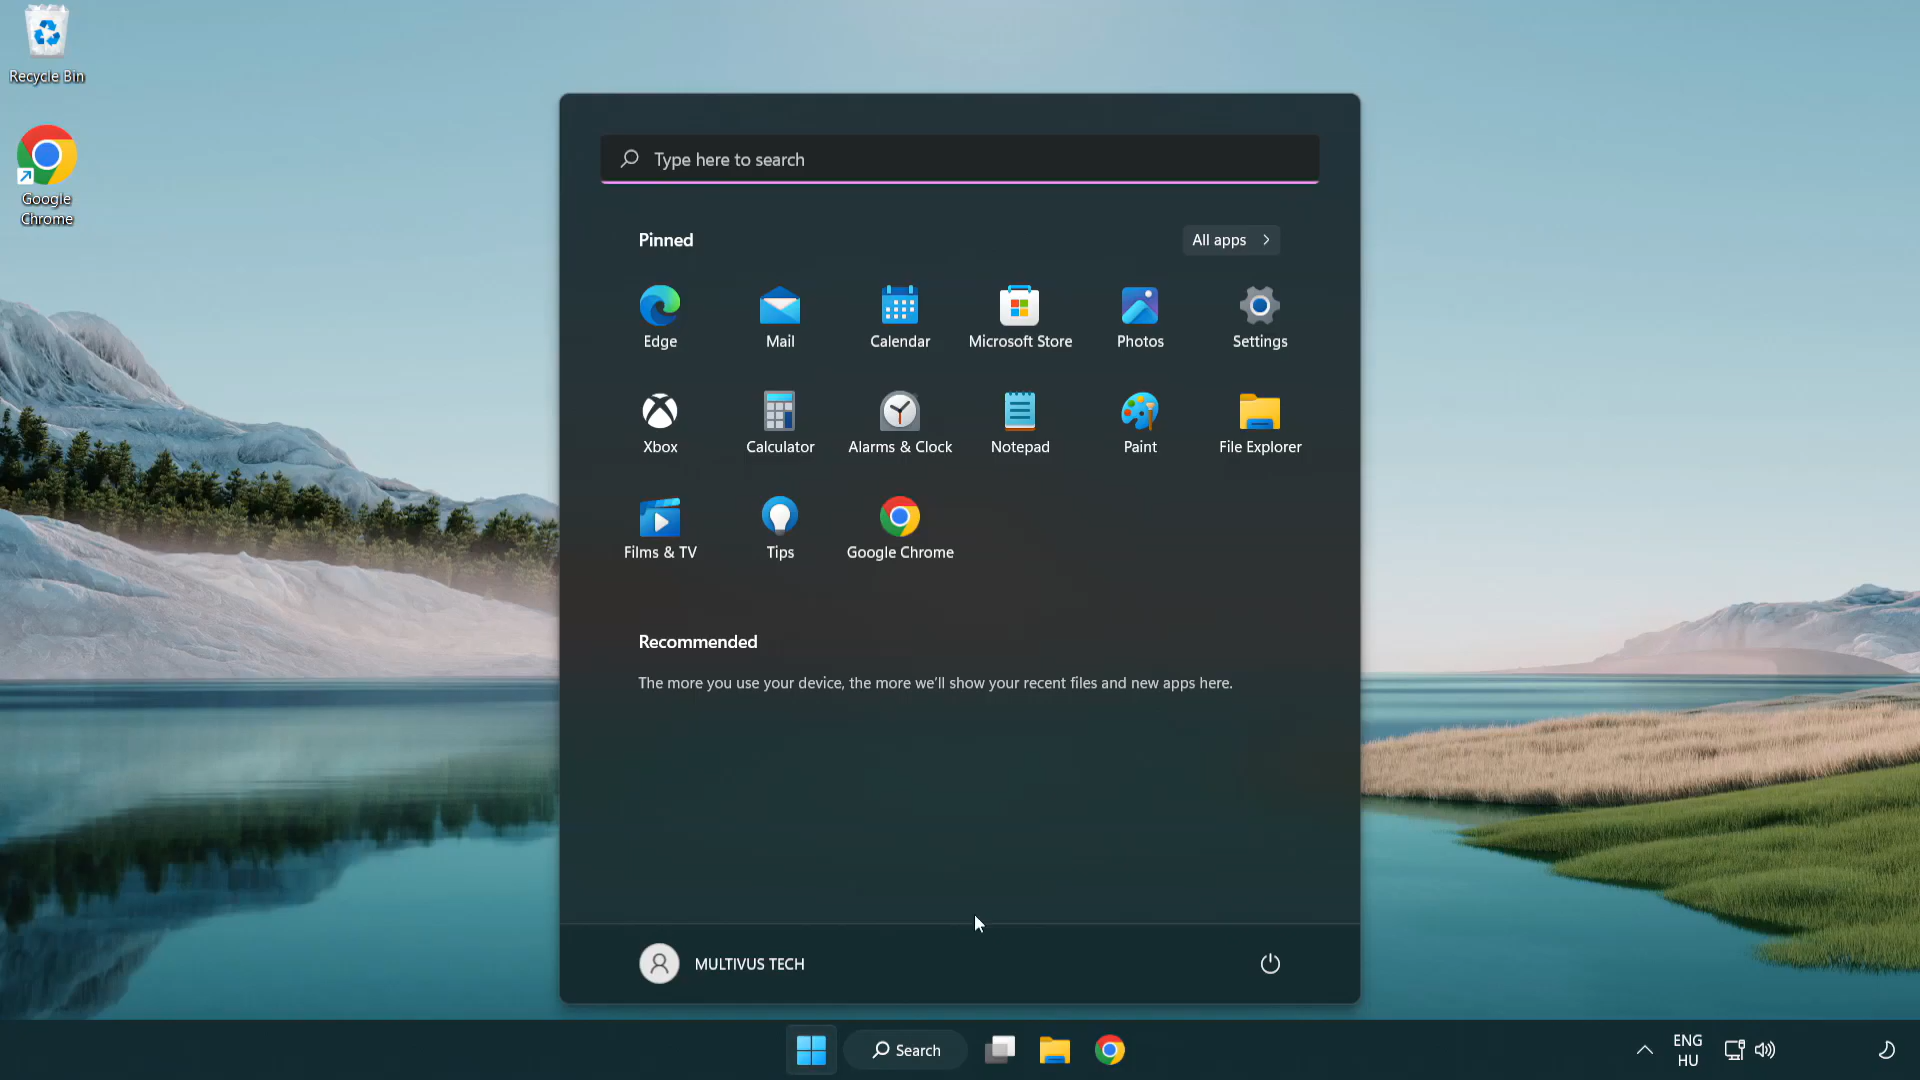 Recycle Bin
Google
Chrome
Type here to search
Pinned
All apps
Edge
Mail
Calendar
Microsoft Store
Photos
Settings
Xbox
Calculator
Alarms & Clock
Notepad
Paint
File Explorer
Films & TV
Tips
Google Chrome
Recommended
The more you use your device, the more we'll show your recent files and new apps here.
MULTIVUS TECH
Search
ENG
HU